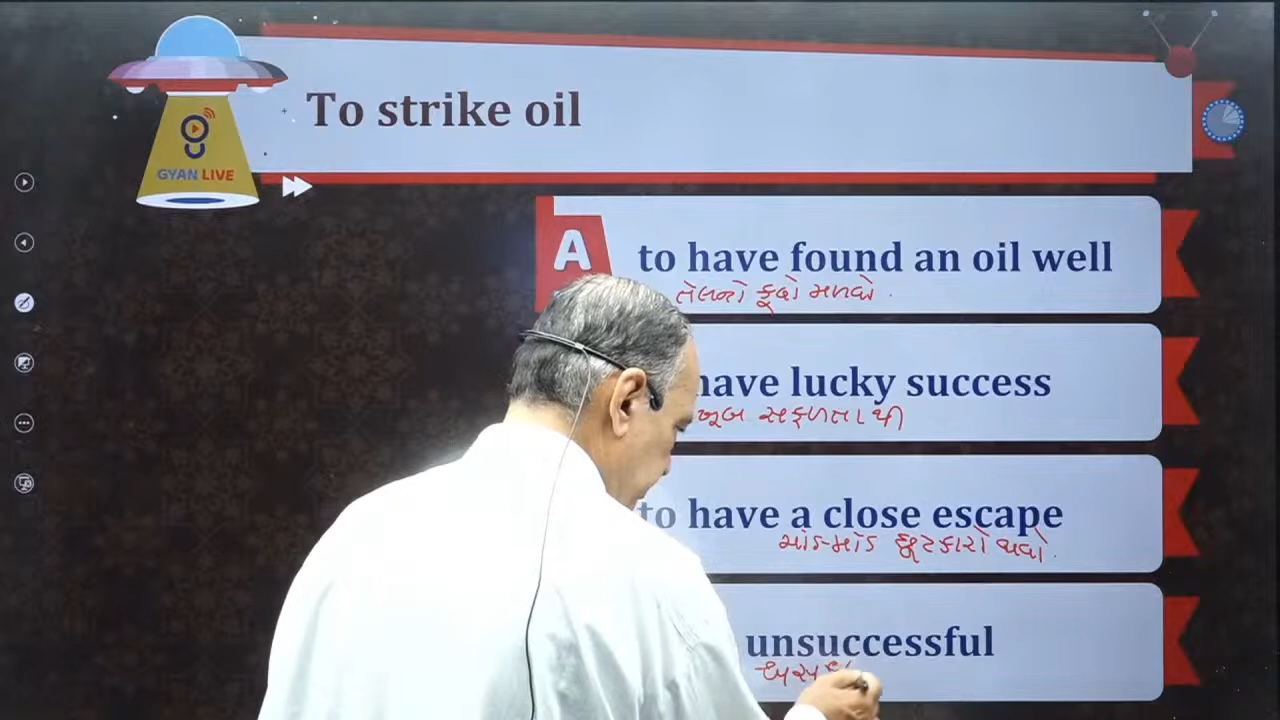 To strike oil
GYAN LIVE
A to have found an oil well
તેલનો કૂવો મળવો.
have lucky success
ખૂબ સફળતા થી
to have a close escape
માંડ-માંડ છૂટકારો થવો.
unsuccessful